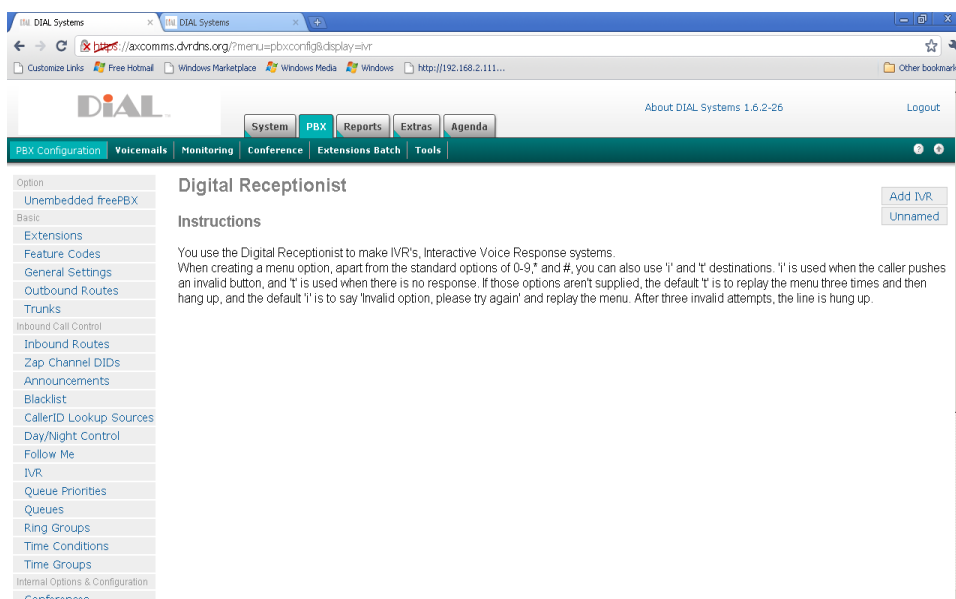 DIAL Systems
DIAL Systems
https://axcomms.dvrdns.org/?menu=pbxconfig&display=ivr
Customize Links Free Hotmail Windows Marketplace Windows Media Windows http://192.168.2.111... Other bookmark
DiAL
About DIAL Systems 1.6.2-26 Logout
System PBX Reports Extras Agenda
PBX Configuration Voicemails Monitoring Conference Extensions Batch Tools
Option
Unembedded freePBX
Basic
Extensions
Feature Codes
General Settings
Outbound Routes
Trunks
Inbound Call Control
Inbound Routes
Zap Channel DIDs
Announcements
Blacklist
CallerID Lookup Sources
Day/Night Control
Follow Me
IVR
Queue Priorities
Queues
Ring Groups
Time Conditions
Time Groups
Internal Options & Configuration
Conferences
Digital Receptionist
Instructions
You use the Digital Receptionist to make IVR's, Interactive Voice Response systems.
When creating a menu option, apart from the standard options of 0-9,* and #, you can also use 'i' and 't' destinations. 'i' is used when the caller pushes
an invalid button, and 't' is used when there is no response. If those options aren't supplied, the default 't' is to replay the menu three times and then
hang up, and the default 'i' is to say 'Invalid option, please try again' and replay the menu. After three invalid attempts, the line is hung up.
Add IVR
Unnamed